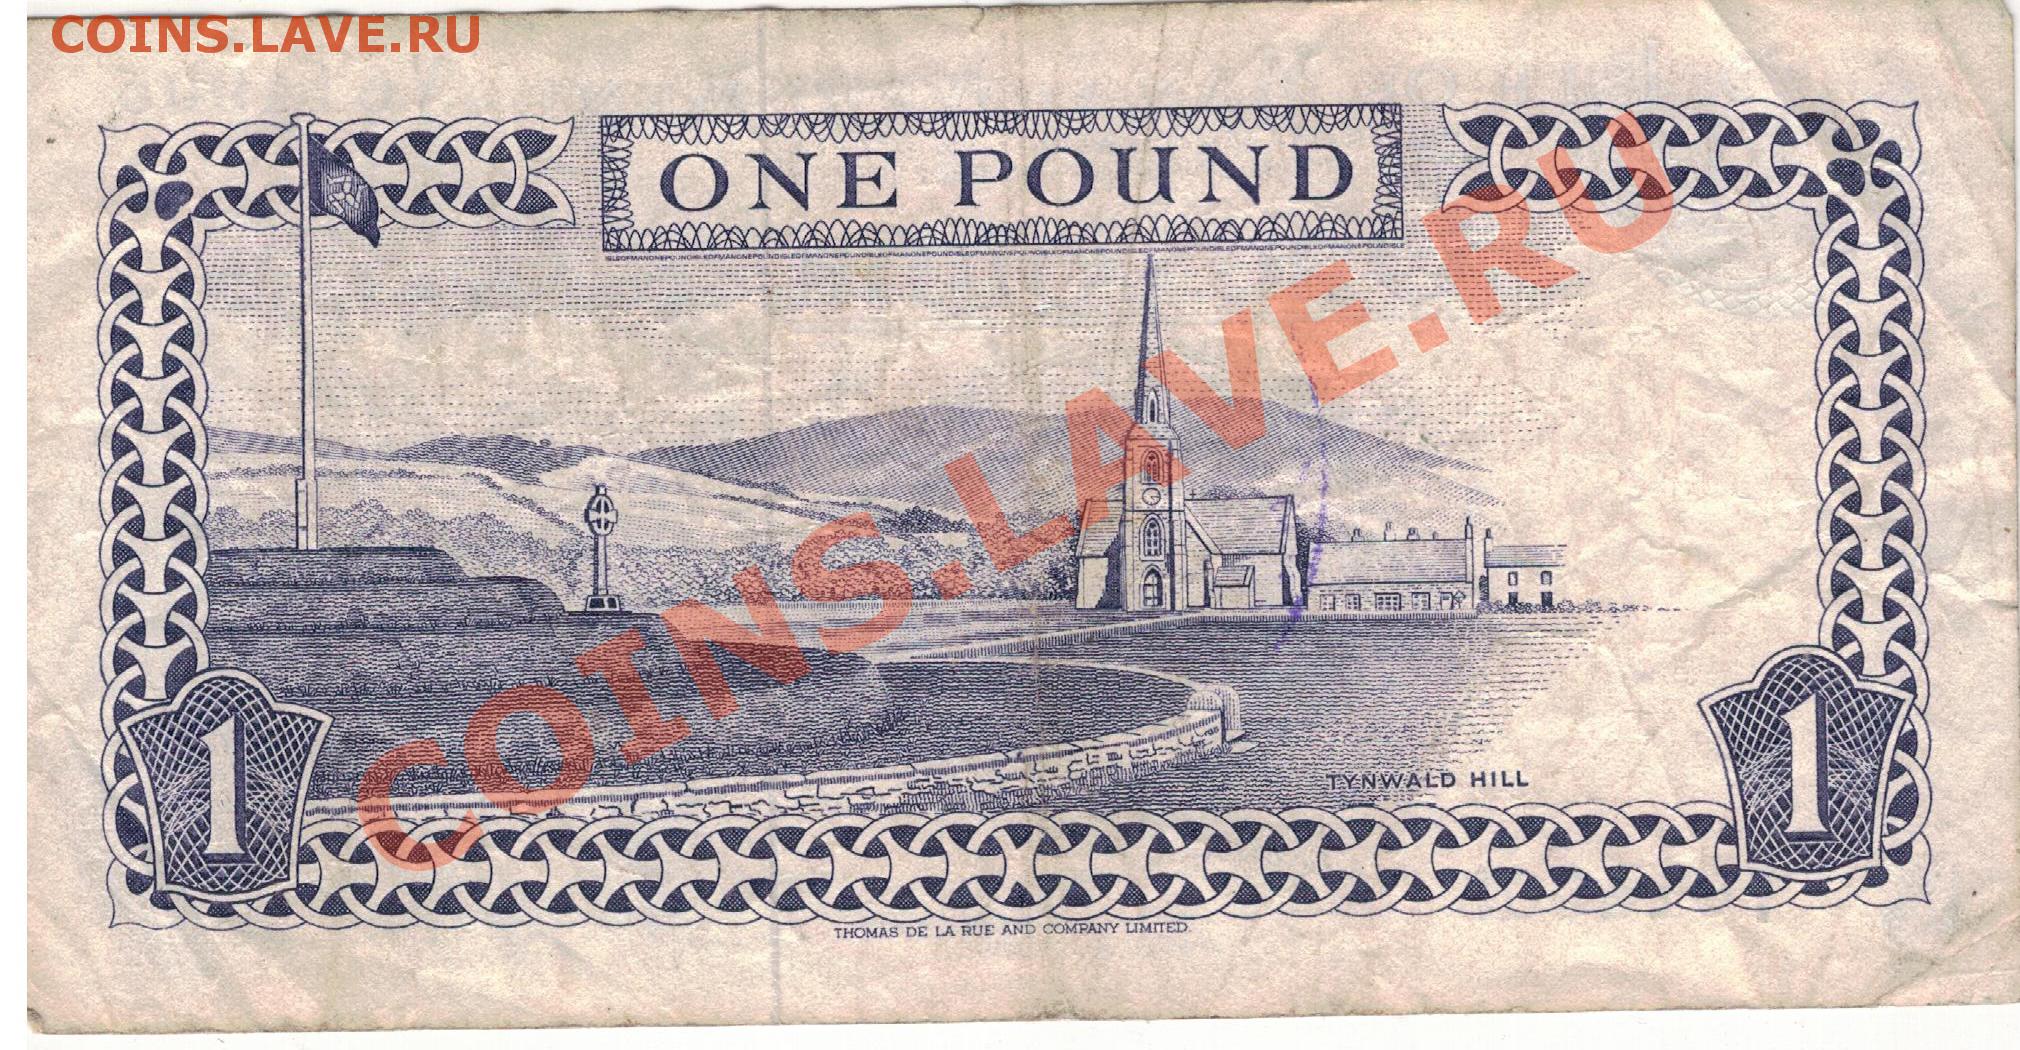 COINS.LAVE.RU
ONE POUND
ISLEOFMANONEPOUNDISLEOFMANONEPOUNDISLEOFMANONEPOUNDISLEOFMANONEPOUNDISLEOFMANONEPOUNDISLEOFMANONEPOUNDISLEOFMANONEPOUNDISLEOFMANONEPOUNDISLE
COINS.LAVE.RU
TYNWALD HILL
1 1
THOMAS DE LA RUE AND COMPANY LIMITED.